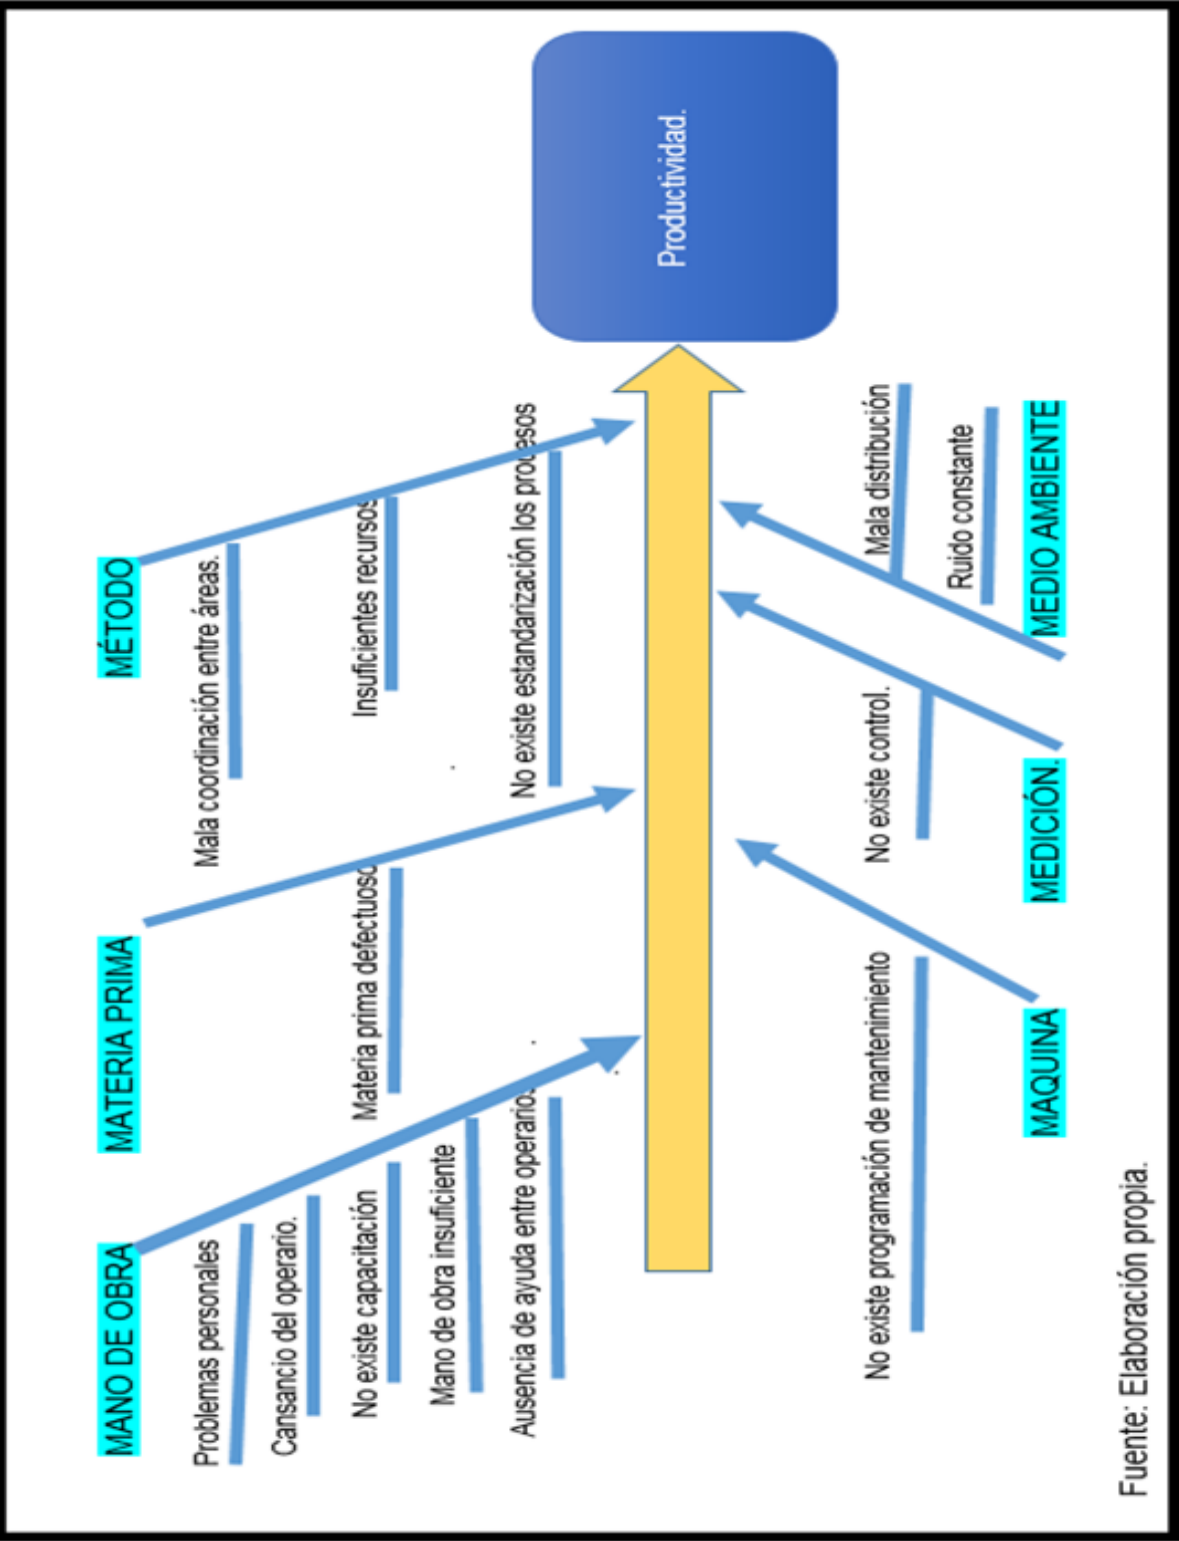 MANO DE OBRA
Problemas personales
Cansancio del operario.
No existe capacitación
Mano de obra insuficiente
Ausencia de ayuda entre operarios
MATERIA PRIMA
Materia prima defectuoso
MÉTODO
Mala coordinación entre áreas.
Insuficientes recursos
No existe estandarización los procesos
Productividad.
No existe programación de mantenimiento
MAQUINA
No existe control.
MEDICIÓN.
Mala distribución
Ruido constante
MEDIO AMBIENTE
Fuente: Elaboración propia.